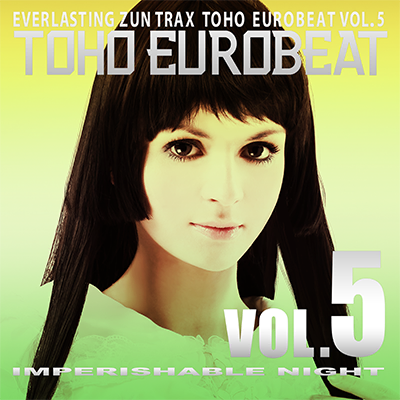 EVERLASTING ZUN TRAX TOHO EUROBEAT VOL.5
TOHO EUROBEAT
VOL.5
IMPERISHABLE NIGHT